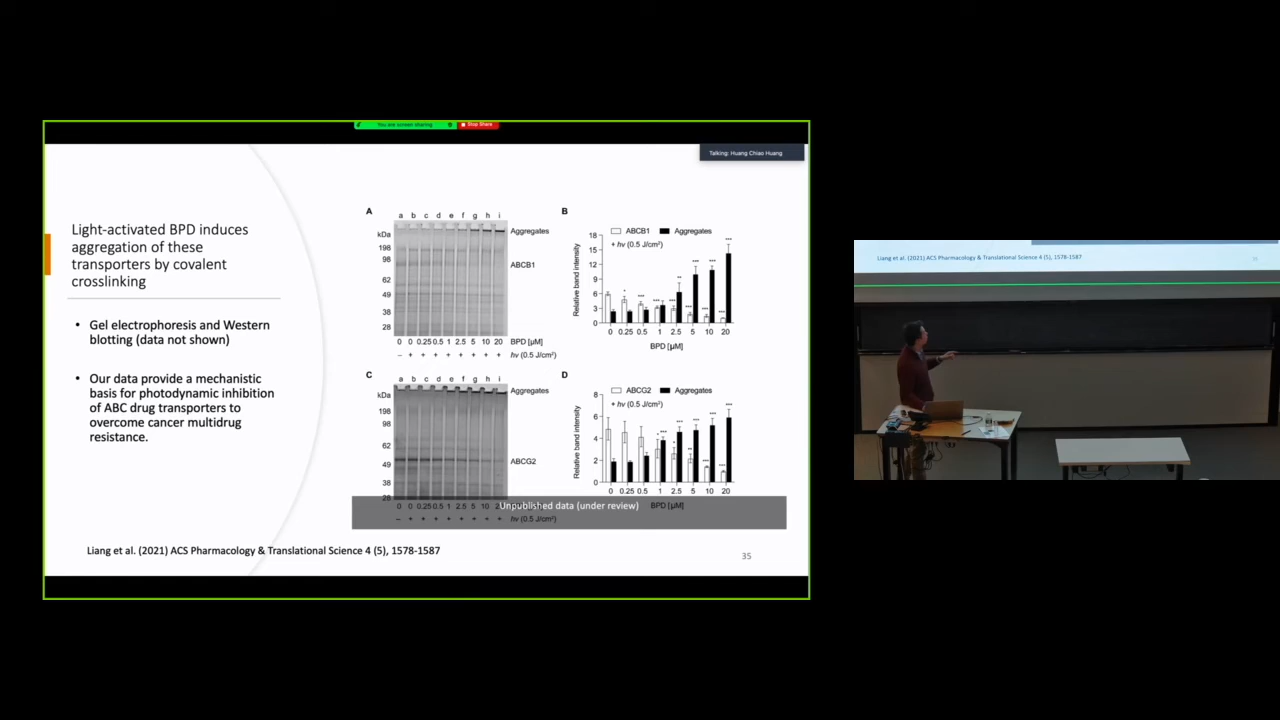 You are screen sharing Stop Share
Talking: Huang Chiao Huang
Light-activated BPD induces
aggregation of these
transporters by covalent
crosslinking
• Gel electrophoresis and Western
blotting (data not shown)
• Our data provide a mechanistic
basis for photodynamic inhibition
of ABC drug transporters to
overcome cancer multidrug
resistance.
A
a b c d e f g h i
kDa
198
98
62
49
38
28
Aggregates
ABCB1
0 0 0.25 0.5 1 2.5 5 10 20 BPD [µM]
– + + + + + + + + hv (0.5 J/cm²)
B
ABCB1 Aggregates
+ hv (0.5 J/cm²)
Relative band intensity
18
15
12
9
6
3
0
* *** *** *** ** *** *** *** *** *** ***
0 0.25 0.5 1 2.5 5 10 20
BPD [µM]
C
a b c d e f g h i
kDa
198
98
62
49
38
28
Aggregates
ABCG2
0 0 0.25 0.5 1 2.5 5 10
– + + + + + + + + hv (0.5 J/cm²)
D
ABCG2 Aggregates
+ hv (0.5 J/cm²)
Relative band intensity
8
6
4
2
0
* *** * *** ** *** *** *** *** ***
0 0.25 0.5 1 2.5 5 10 20
BPD [µM]
Unpublished data (under review)
Liang et al. (2021) ACS Pharmacology & Translational Science 4 (5), 1578-1587
35
Liang et al. (2021) ACS Pharmacology & Translational Science 4 (5), 1578-1587